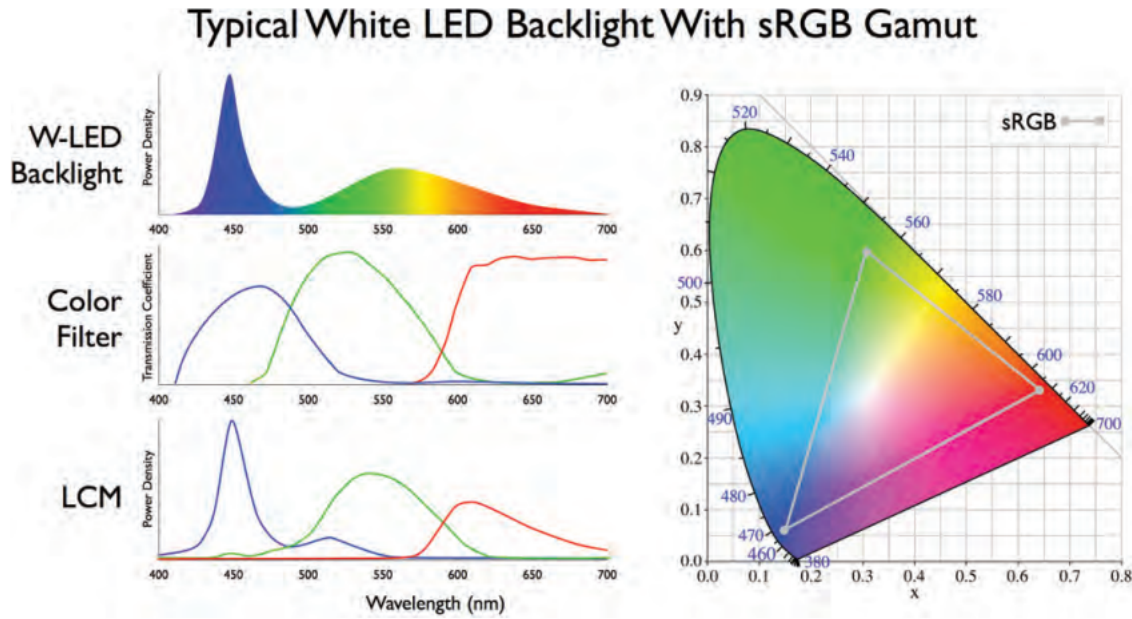 Typical White LED Backlight With sRGB Gamut
W-LED
Backlight
Power Density
400 450 500 550 600 650 700
Color
Filter
Transmission Coefficient
400 450 500 550 600 650 700
LCM
Power Density
400 450 500 550 600 650 700
Wavelength (nm)
sRGB
0.9
0.8
0.7
0.6
0.5
0.4
0.3
0.2
0.1
0.0
y
520
540
560
500
580
600
620
490
700
480
470
460
380
0.0 0.1 0.2 0.3 0.4 0.5 0.6 0.7 0.8
x